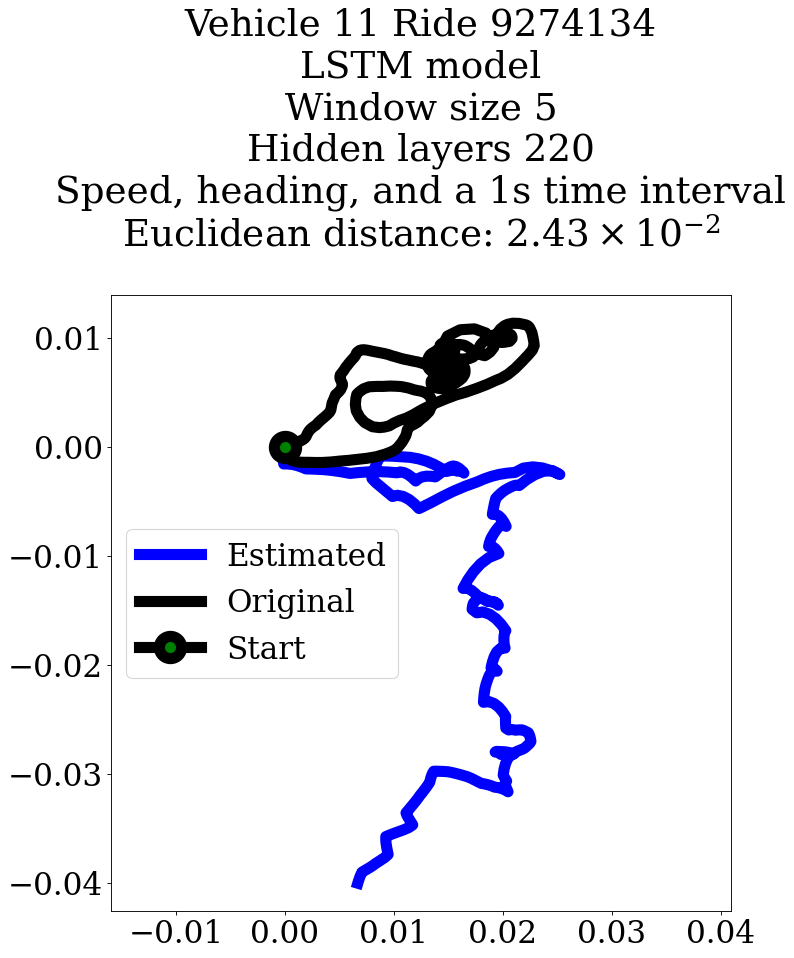 Vehicle 11 Ride 9274134
LSTM model
Window size 5
Hidden layers 220
Speed, heading, and a 1s time interval
Euclidean distance: 2.43 × 10⁻²
0.01
0.00
−0.01
−0.02
−0.03
−0.04
Estimated
Original
Start
−0.01 0.00 0.01 0.02 0.03 0.04